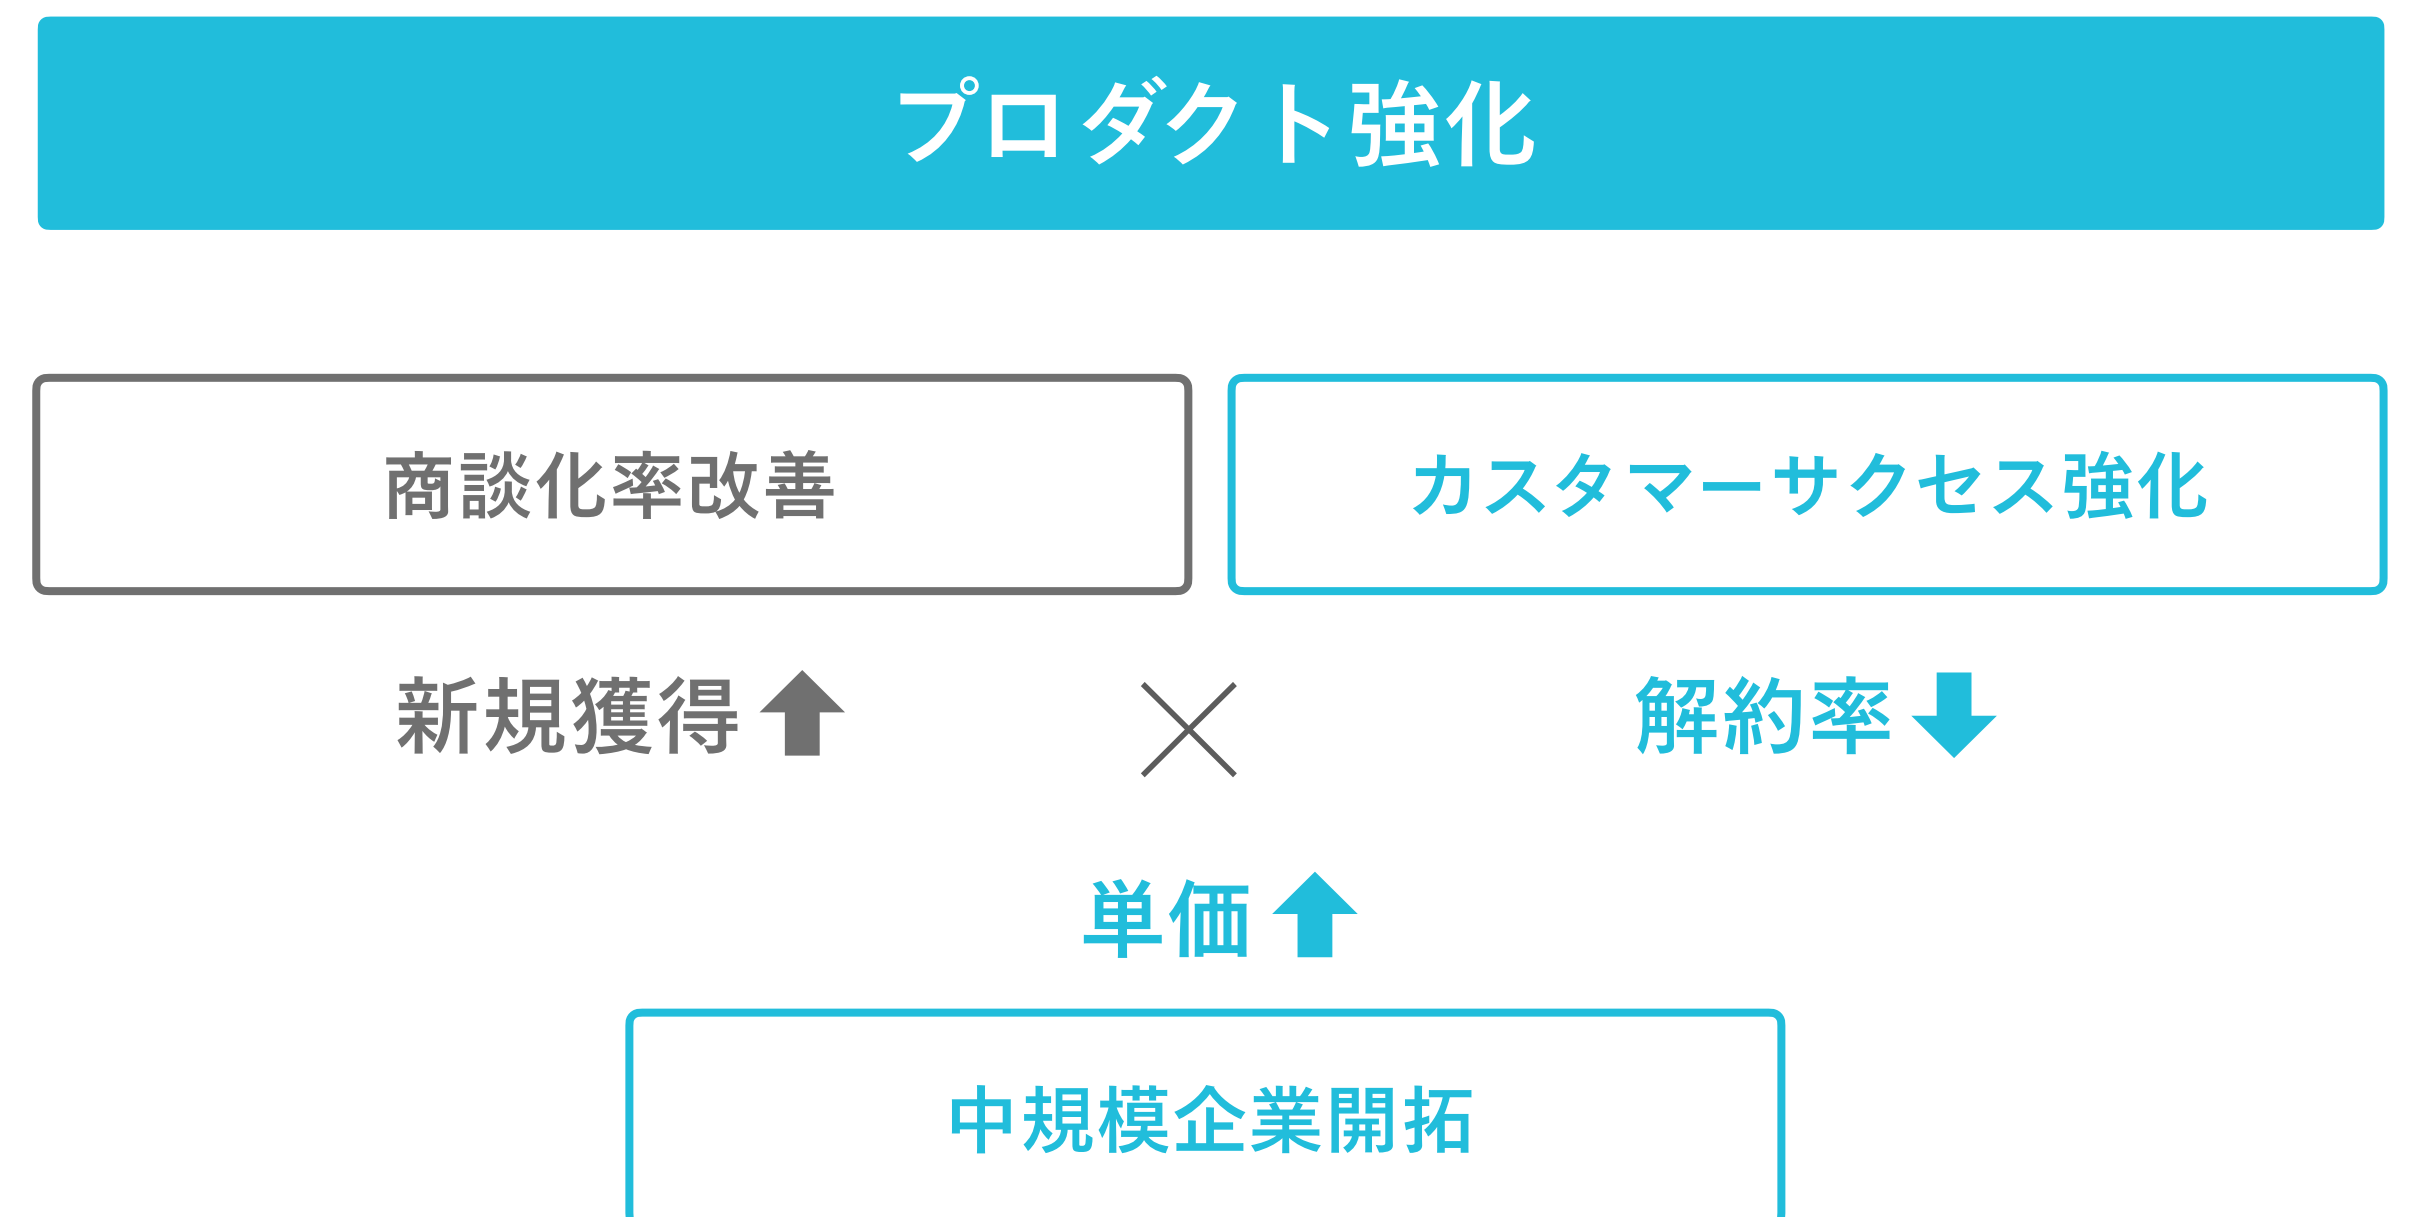 プロダクト強化
商談化率改善
カスタマーサクセス強化
新規獲得
解約率
単価
中規模企業開拓